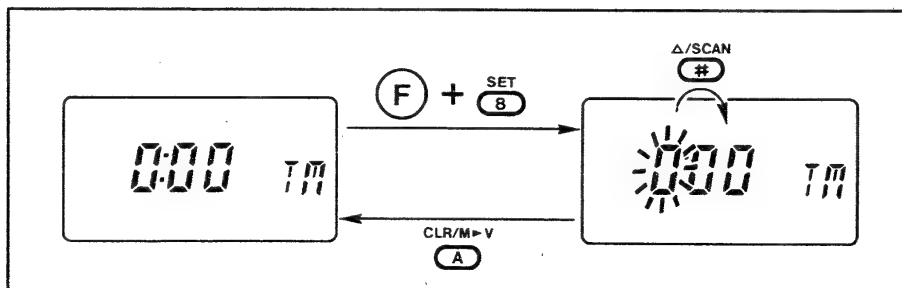 △/SCAN
#
F + SET
8
0:00 TM
0:00 TM
CLR/M►V
A